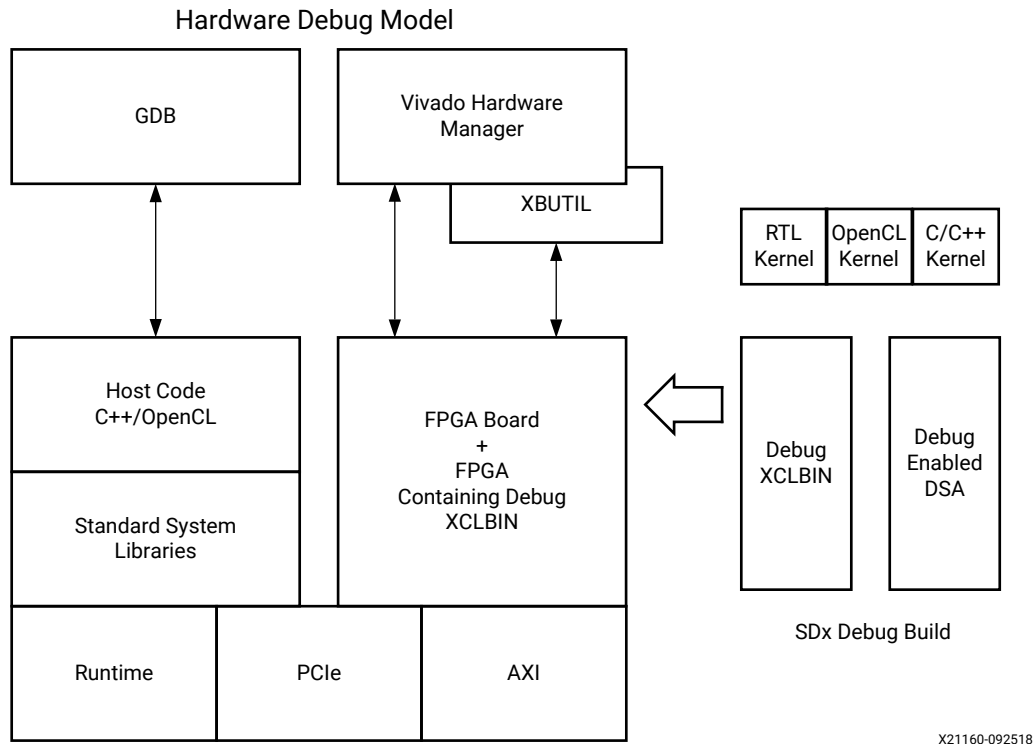 Hardware Debug Model
GDB
Vivado Hardware
Manager
XBUTIL
RTL
Kernel
OpenCL
Kernel
C/C++
Kernel
Host Code
C++/OpenCL
Standard System
Libraries
FPGA Board
+
FPGA
Containing Debug
XCLBIN
Debug
XCLBIN
Debug
Enabled
DSA
SDx Debug Build
Runtime
PCIe
AXI
X21160-092518